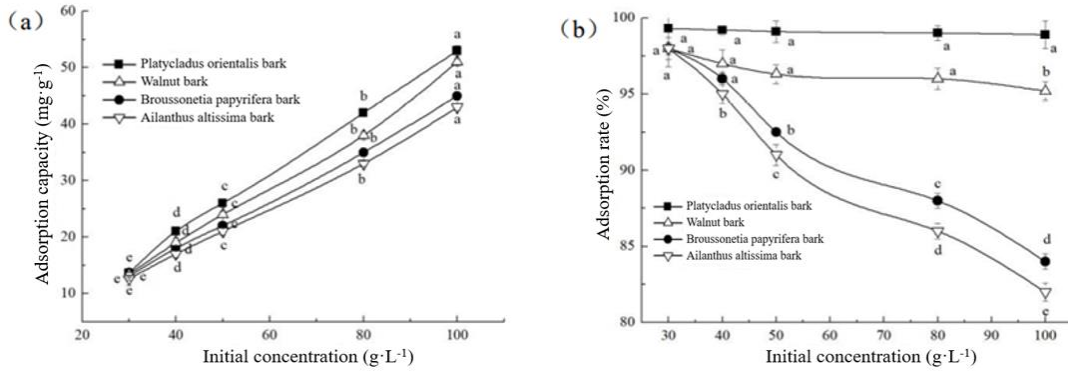 (a)
60
50
40
30
20
10
20
40
60
80
100
Adsorption capacity (mg·g⁻¹)
Initial concentration (g·L⁻¹)
Platycladus orientalis bark
Walnut bark
Broussonetia papyrifera bark
Ailanthus altissima bark
a
a
a
a
b
b
b
b
c
c
c
c
d
d
d
d
e
e
e
e
(b)
100
95
90
85
80
30
40
50
60
70
80
90
100
Adsorption rate (%)
Initial concentration (g·L⁻¹)
Platycladus orientalis bark
Walnut bark
Broussonetia papyrifera bark
Ailanthus altissima bark
a
a
a
a
a
a
a
a
a
a
a
a
b
b
b
c
c
d
d
e